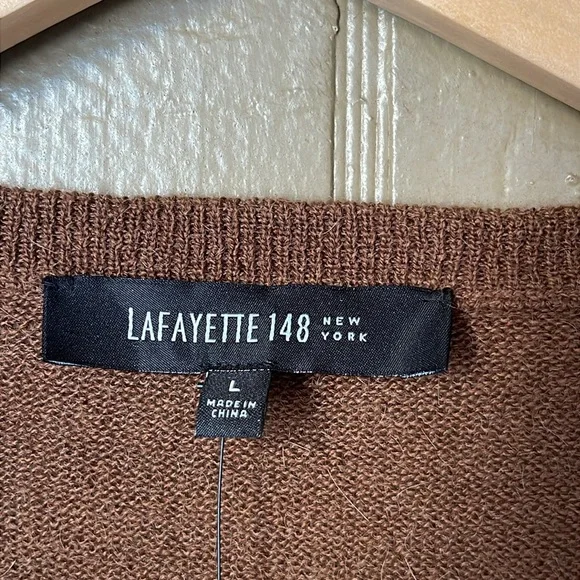 LAFAYETTE 148 NEW YORK
L
MADE IN
CHINA